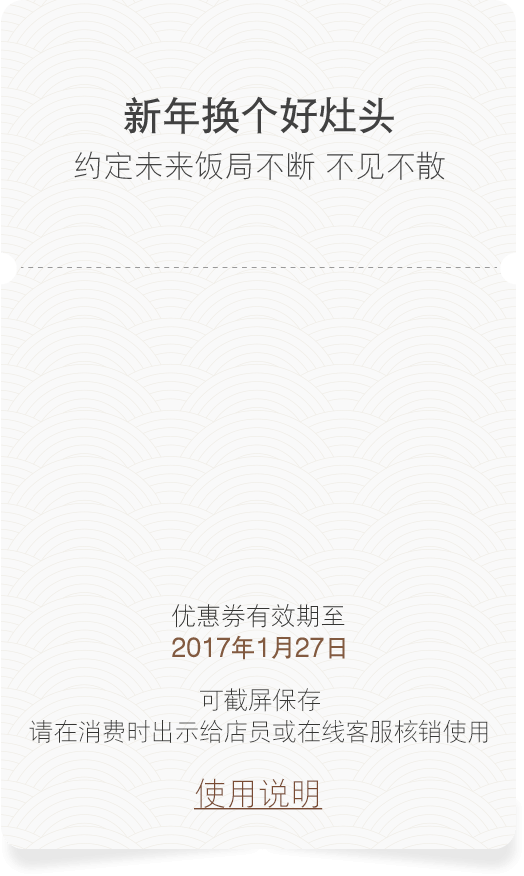 新年换个好灶头
约定未来饭局不断 不见不散
优惠券有效期至
2017年1月27日
可截屏保存
请在消费时出示给店员或在线客服核销使用
使用说明